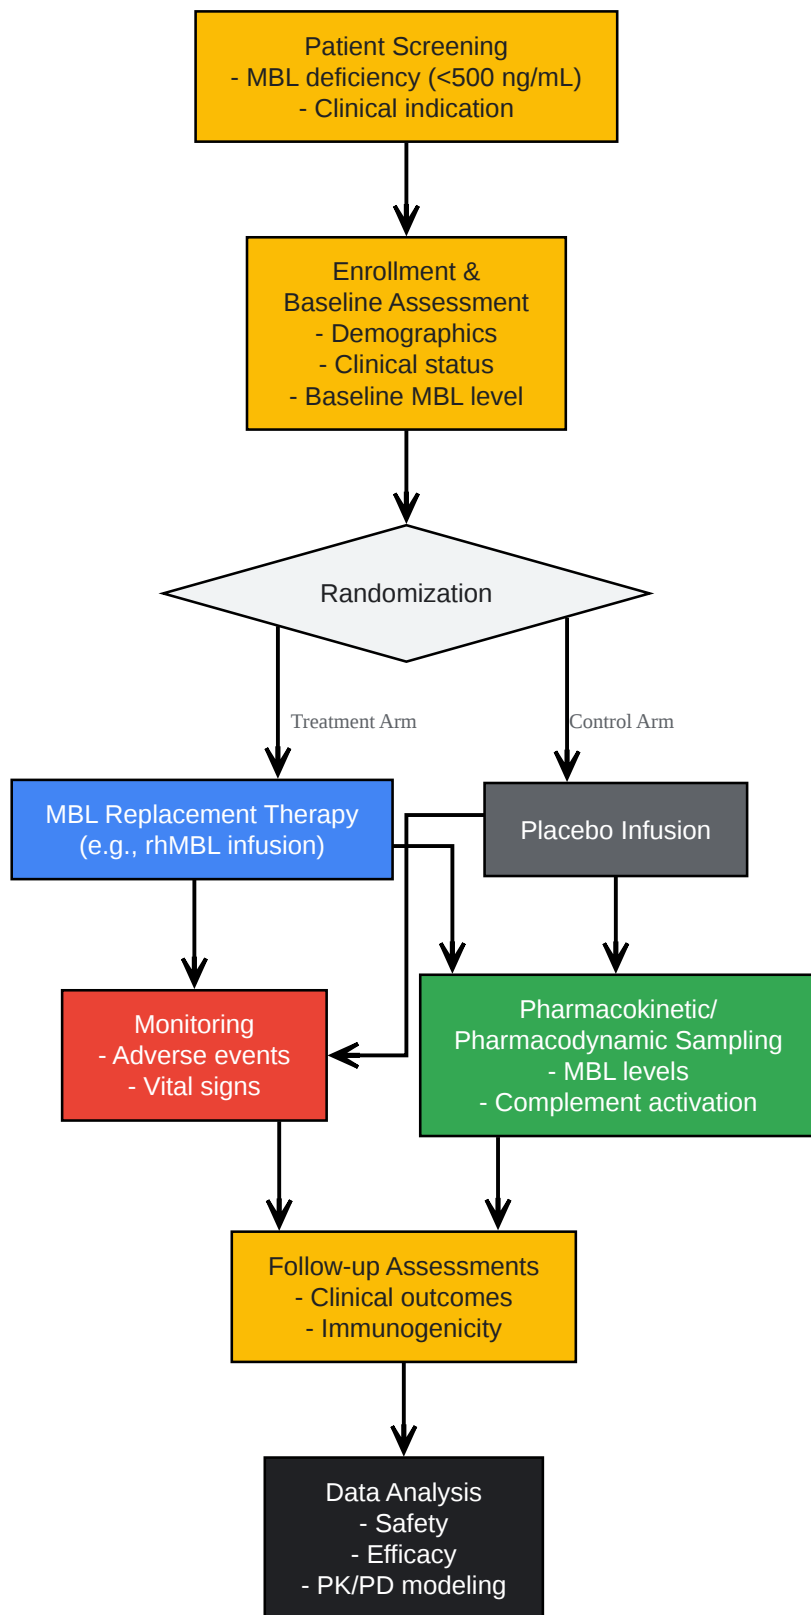 Patient Screening
- MBL deficiency (<500 ng/mL)
- Clinical indication
Enrollment &
Baseline Assessment
- Demographics
- Clinical status
- Baseline MBL level
Randomization
Treatment Arm
Control Arm
MBL Replacement Therapy
(e.g., rhMBL infusion)
Placebo Infusion
Monitoring
- Adverse events
- Vital signs
Pharmacokinetic/
Pharmacodynamic Sampling
- MBL levels
- Complement activation
Follow-up Assessments
- Clinical outcomes
- Immunogenicity
Data Analysis
- Safety
- Efficacy
- PK/PD modeling